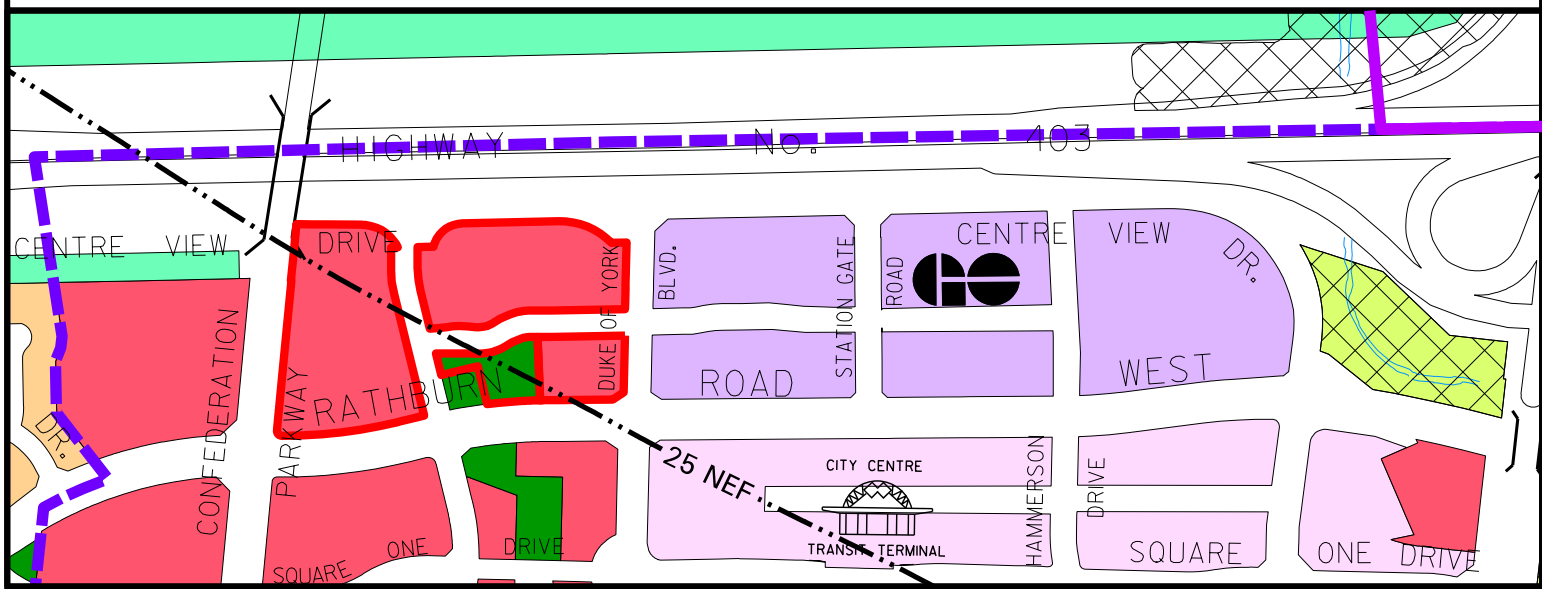 HIGHWAY No. 403
CENTRE VIEW DRIVE
CENTRE VIEW DR.
DUKE OF YORK BLVD.
STATION GATE ROAD
GO
CONFEDERATION PARKWAY
RATHBURN ROAD WEST
DR.
25 NEF
CITY CENTRE
TRANSIT TERMINAL
HAMMERSON DRIVE
SQUARE ONE DRIVE
SQUARE ONE DRIVE